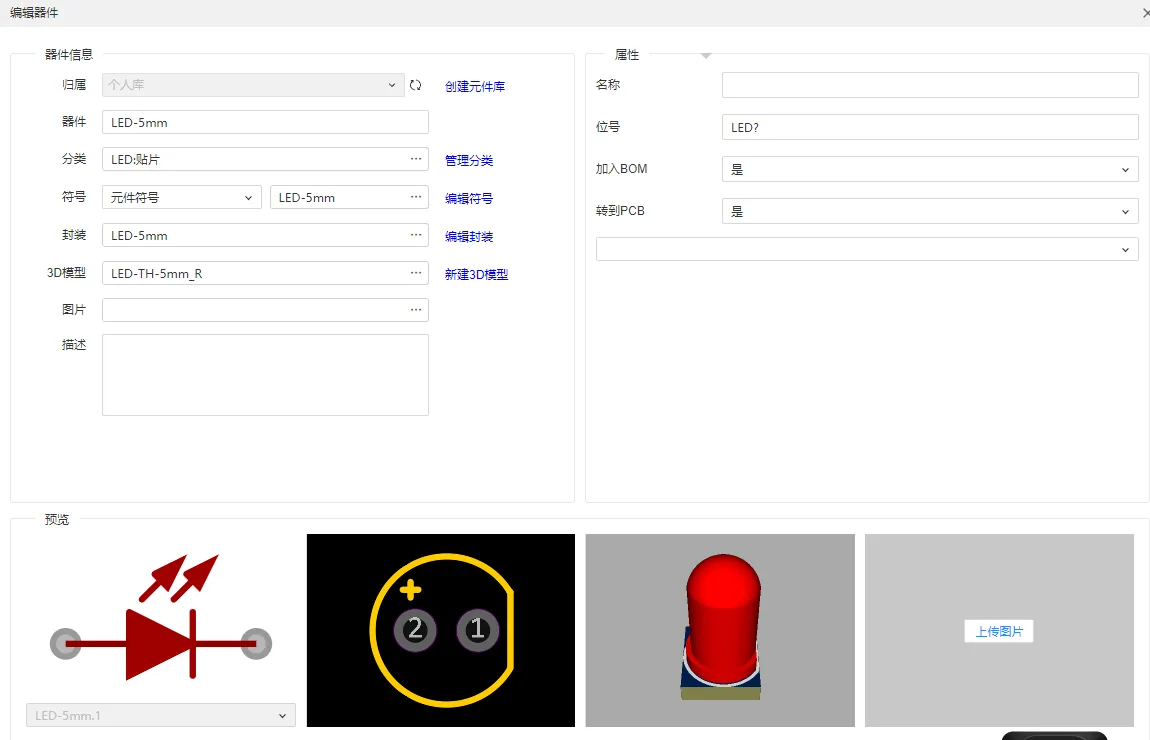 编辑器件
器件信息
归属
个人库
创建元件库
器件
LED-5mm
分类
LED:贴片
管理分类
符号
元件符号
LED-5mm
编辑符号
封装
LED-5mm
编辑封装
3D模型
LED-TH-5mm_R
新建3D模型
图片
描述
属性
名称
位号
LED?
加入BOM
是
转到PCB
是
预览
LED-5mm.1
+
2
1
上传图片